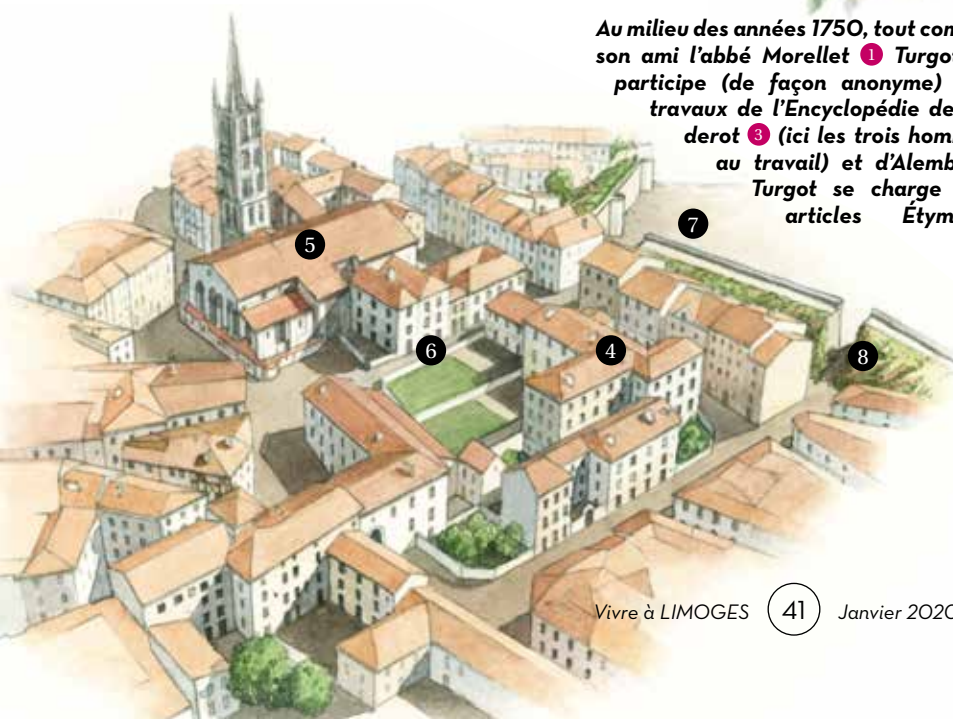 Au milieu des années 1750, tout com
son ami l'abbé Morellet 1 Turgot
participe (de façon anonyme)
travaux de l'Encyclopédie de
derot 3 (ici les trois hom
au travail) et d'Alemb
Turgot se charge
articles Étym
7
5
6
4
8
Vivre à LIMOGES 41 Janvier 2020